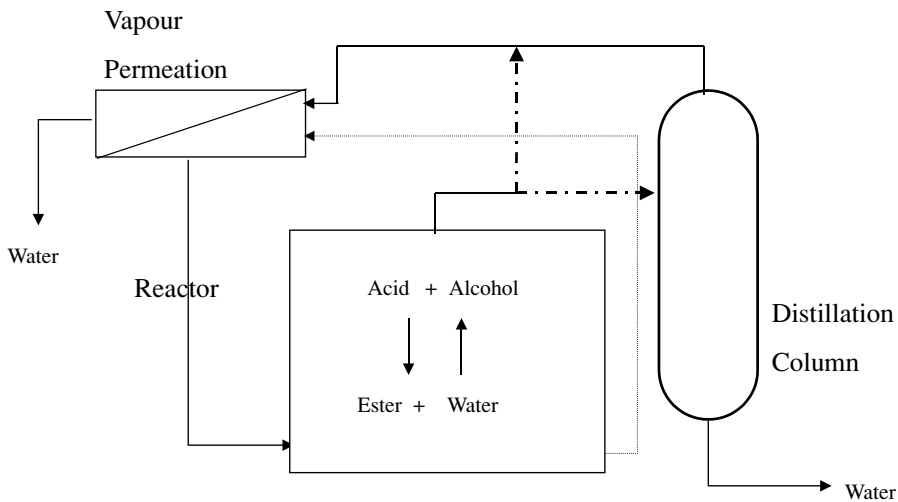 Vapour
Permeation
Water
Reactor
Acid + Alcohol
Ester + Water
Distillation
Column
Water